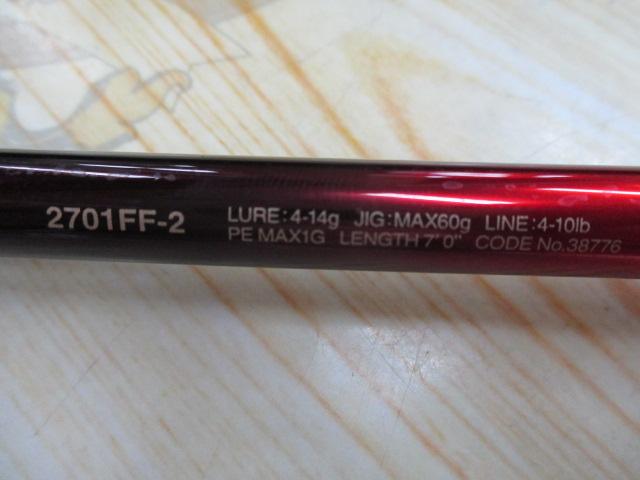 2701FF-2
LURE:4-14g JIG:MAX60g LINE:4-10lb
PE MAX1G LENGTH 7'0" CODE No.38776